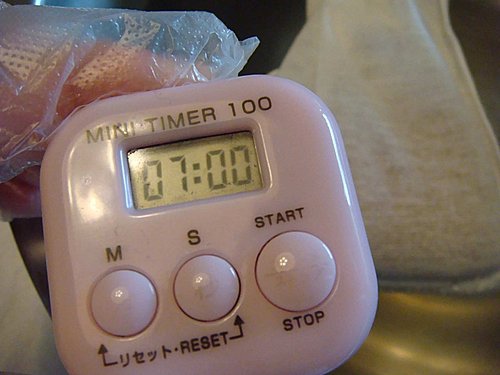 MINI TIMER 100
07:00
M S START
STOP
リセット・RESET